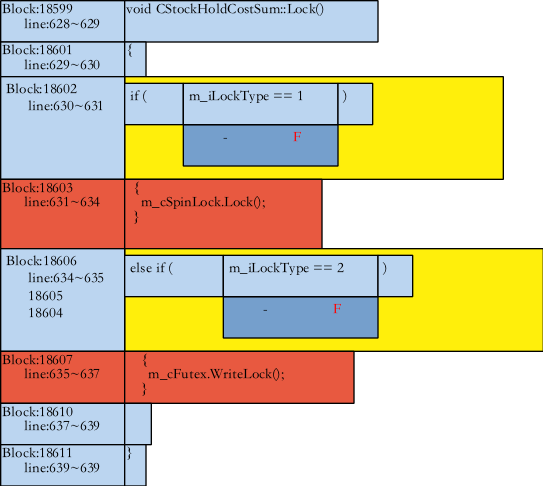 Block:18599 void CStockHoldCostSum::Lock()
line:628~629
Block:18601 {
line:629~630
Block:18602 if ( m_iLockType == 1 )
line:630~631
- F
Block:18603 {
line:631~634 m_cSpinLock.Lock();
}
Block:18606 else if ( m_iLockType == 2 )
line:634~635
18605
18604 - F
Block:18607 {
line:635~637 m_cFutex.WriteLock();
}
Block:18610
line:637~639
Block:18611 }
line:639~639